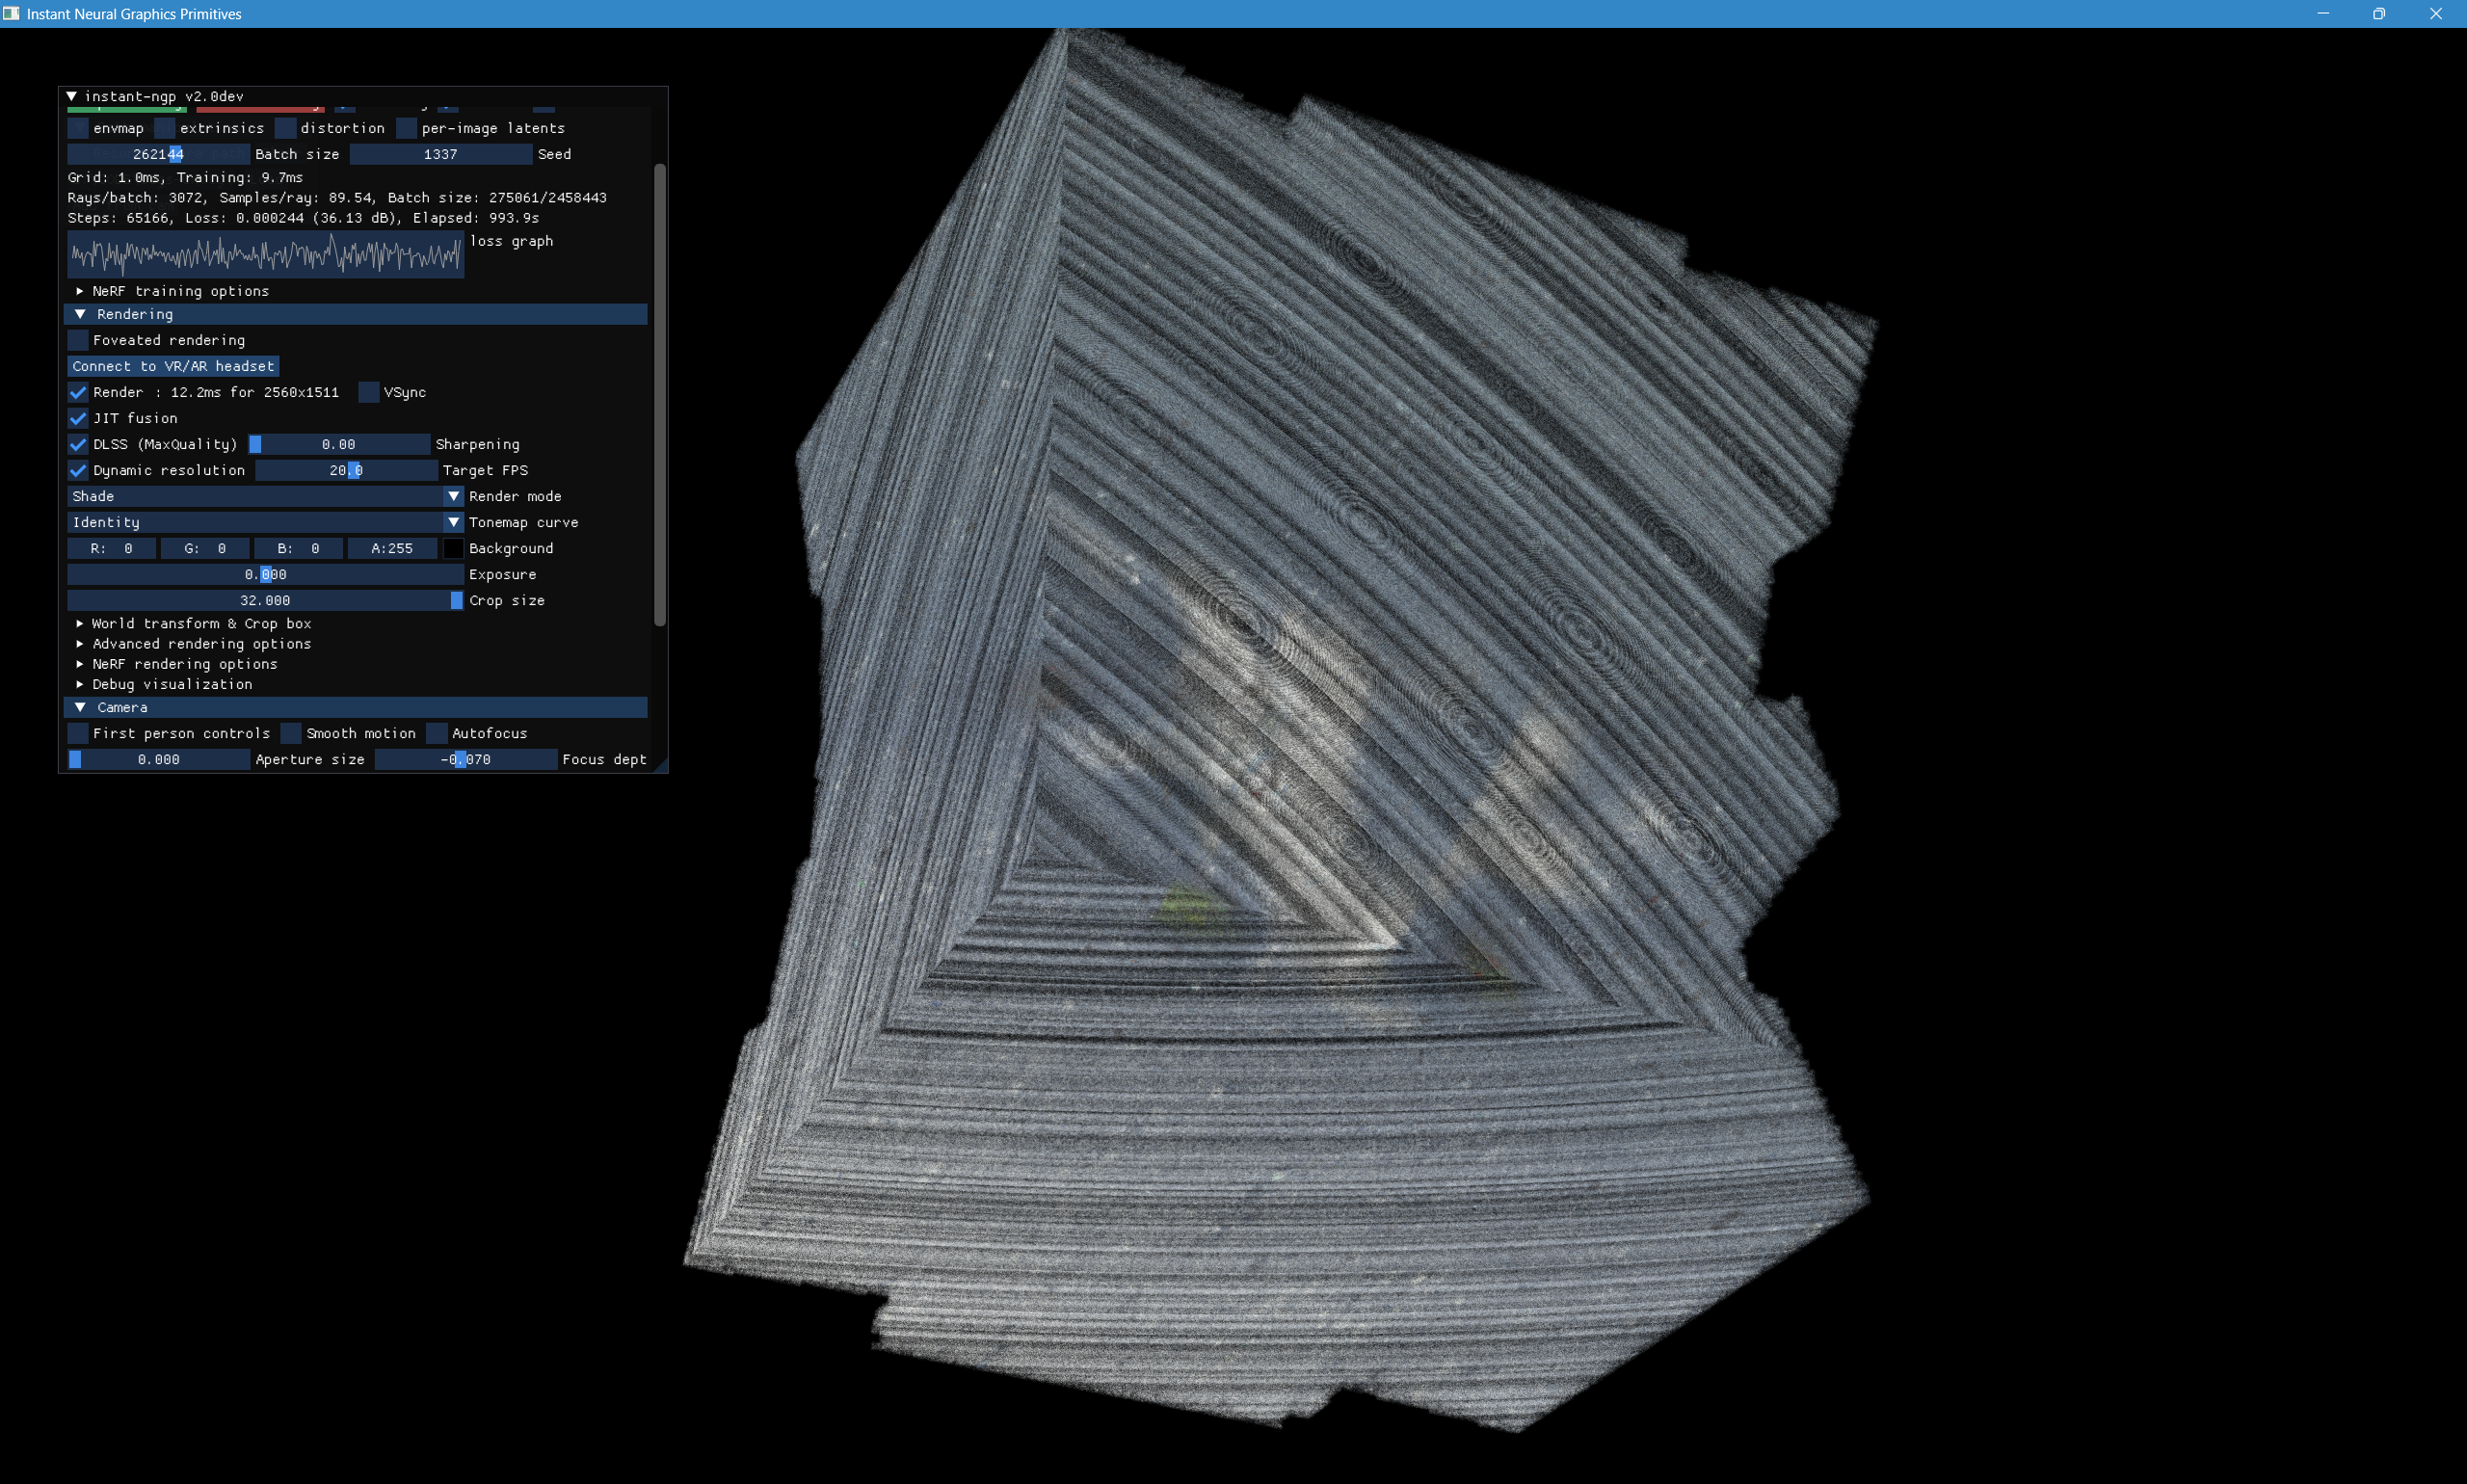 Instant Neural Graphics Primitives
instant-ngp v2.0dev
envmap extrinsics distortion per-image latents
262144 Batch size 1337 Seed
Grid: 1.0ms, Training: 9.7ms
Rays/batch: 3072, Samples/ray: 89.54, Batch size: 275061/2458443
Steps: 65166, Loss: 0.000244 (36.13 dB), Elapsed: 993.9s
loss graph
NeRF training options
Rendering
Foveated rendering
Connect to VR/AR headset
Render : 12.2ms for 2560x1511 VSync
JIT fusion
DLSS (MaxQuality) 0.00 Sharpening
Dynamic resolution 20.0 Target FPS
Shade Render mode
Identity Tonemap curve
R: 0 G: 0 B: 0 A:255 Background
0.000 Exposure
32.000 Crop size
World transform & Crop box
Advanced rendering options
NeRF rendering options
Debug visualization
Camera
First person controls Smooth motion Autofocus
0.000 Aperture size -0.070 Focus dept